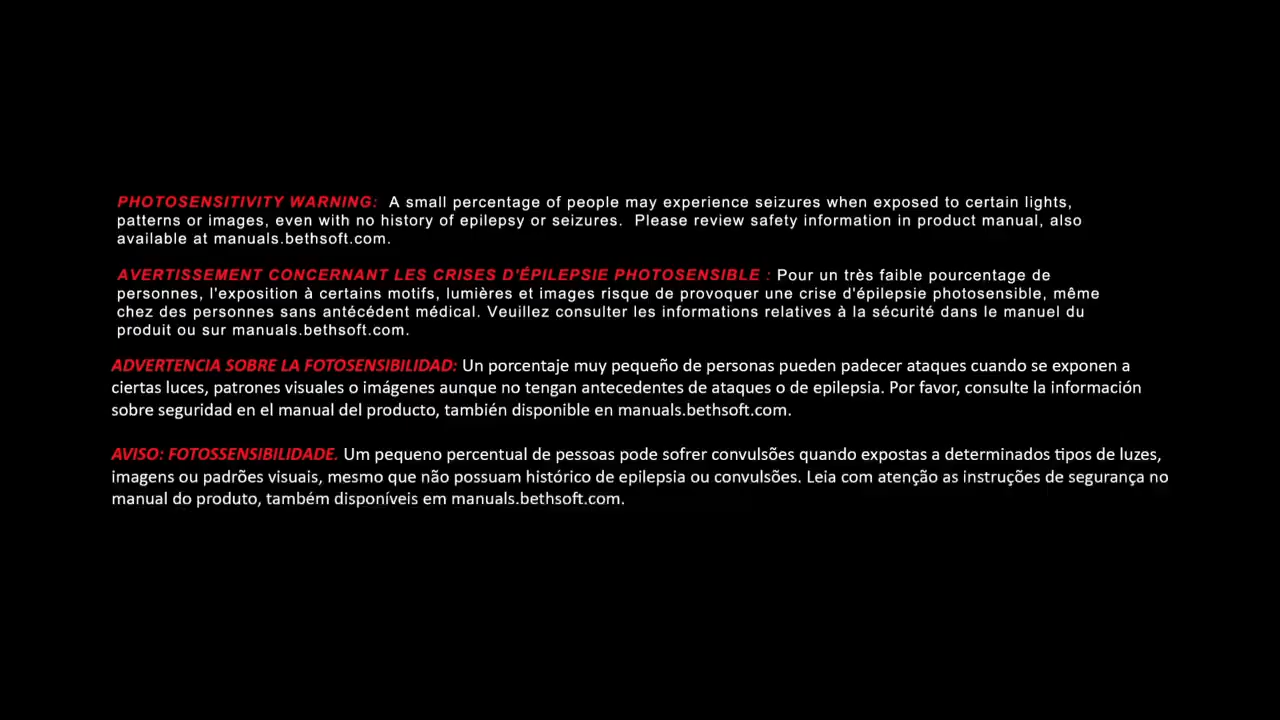 PHOTOSENSITIVITY WARNING: A small percentage of people may experience seizures when exposed to certain lights,
patterns or images, even with no history of epilepsy or seizures. Please review safety information in product manual, also
available at manuals.bethsoft.com.
AVERTISSEMENT CONCERNANT LES CRISES D'ÉPILEPSIE PHOTOSENSIBLE : Pour un très faible pourcentage de
personnes, l'exposition à certains motifs, lumières et images risque de provoquer une crise d'épilepsie photosensible, même
chez des personnes sans antécédent médical. Veuillez consulter les informations relatives à la sécurité dans le manuel du
produit ou sur manuals.bethsoft.com.
ADVERTENCIA SOBRE LA FOTOSENSIBILIDAD: Un porcentaje muy pequeño de personas pueden padecer ataques cuando se exponen a
ciertas luces, patrones visuales o imágenes aunque no tengan antecedentes de ataques o de epilepsia. Por favor, consulte la información
sobre seguridad en el manual del producto, también disponible en manuals.bethsoft.com.
AVISO: FOTOSSENSIBILIDADE. Um pequeno percentual de pessoas pode sofrer convulsões quando expostas a determinados tipos de luzes,
imagens ou padrões visuais, mesmo que não possuam histórico de epilepsia ou convulsões. Leia com atenção as instruções de segurança no
manual do produto, também disponíveis em manuals.bethsoft.com.